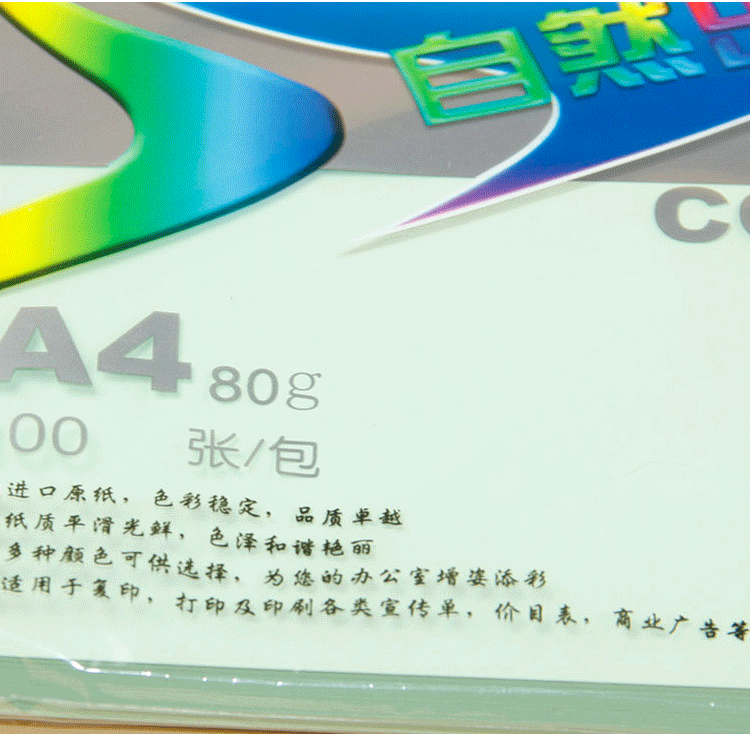 自然
A4 80g
00 张/包
进口原纸，色彩稳定，品质卓越
纸质平滑光鲜，色泽和谐艳丽
多种颜色可供选择，为您的办公室增姿添彩
适用于复印，打印及印刷各类宣传单，价目表，商业广告等